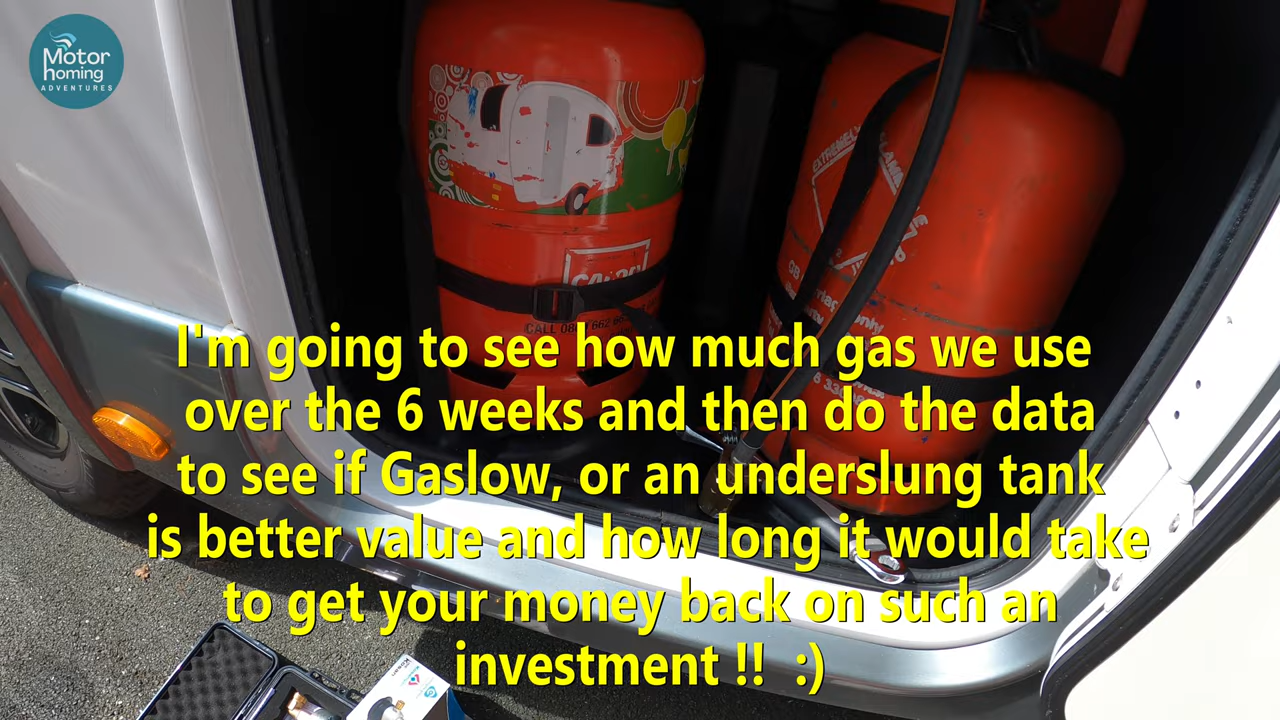 Motor
homing
ADVENTURES
EXTREMELY
I'm going to see how much gas we use
over the 6 weeks and then do the data
to see if Gaslow, or an underslung tank
is better value and how long it would take
to get your money back on such an
investment !! :)